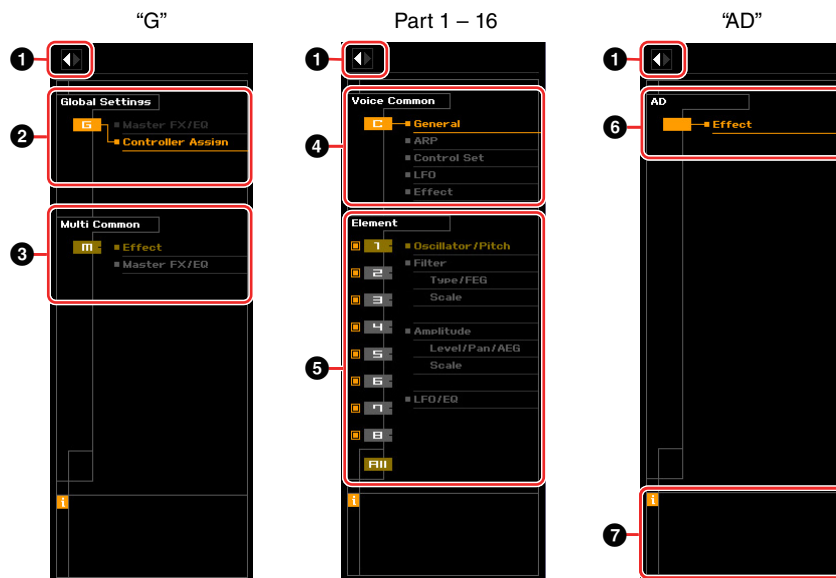 “G”
Part 1 – 16
“AD”
1
1
1
Global Settings
2
G
Master FX/EQ
Controller Assign
Multi Common
3
m
Effect
Master FX/EQ
Voice Common
4
C
General
ARP
Control Set
LFO
Effect
Element
5
1
2
3
4
5
6
7
8
All
Oscillator/Pitch
Filter
Type/FEG
Scale
Amplitude
Level/Pan/AEG
Scale
LFO/EQ
AD
6
Effect
i
i
i
7